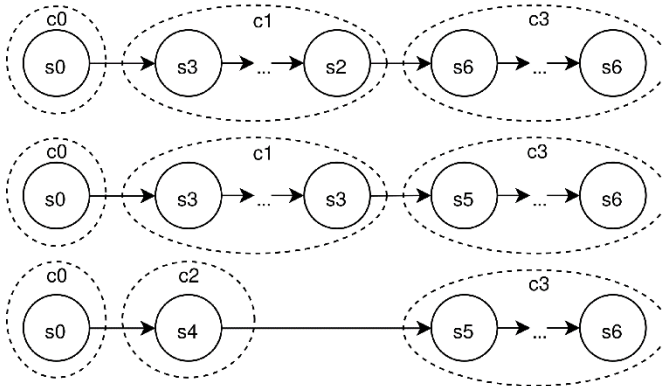 c0 c1 c3
s0 s3 ... s2 s6 ... s6
c0 c1 c3
s0 s3 ... s3 s5 ... s6
c0 c2 c3
s0 s4 s5 ... s6